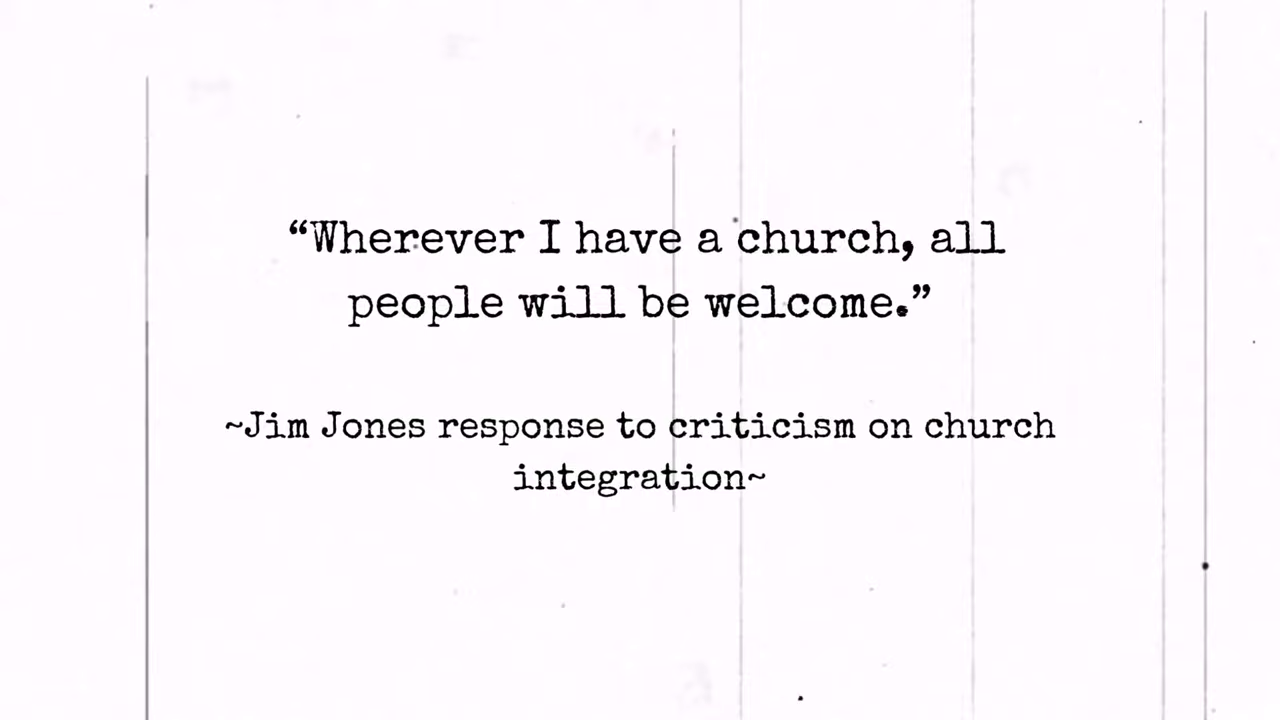 “Wherever I have a church, all
people will be welcome.”
~Jim Jones response to criticism on church
integration~